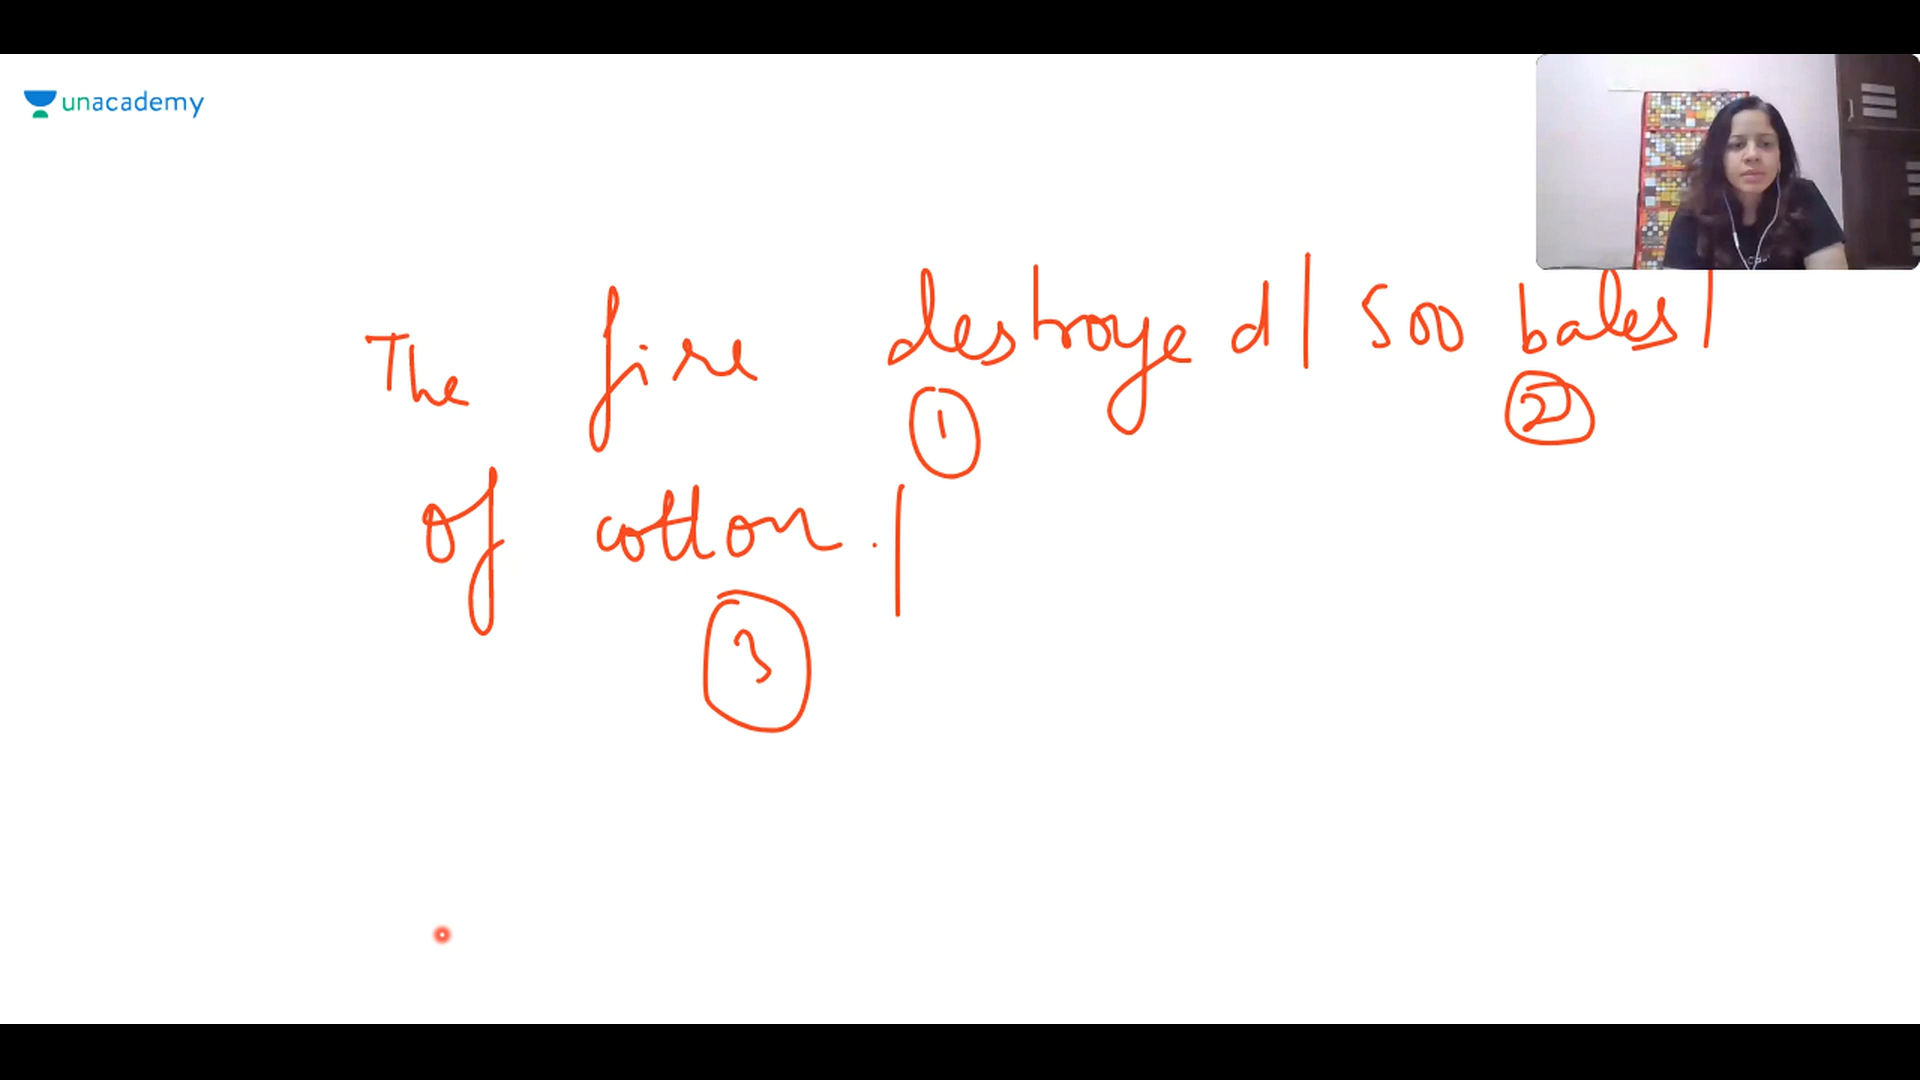 unacademy
The fire destroyed | 500 bales |
1 2
of cotton. |
3